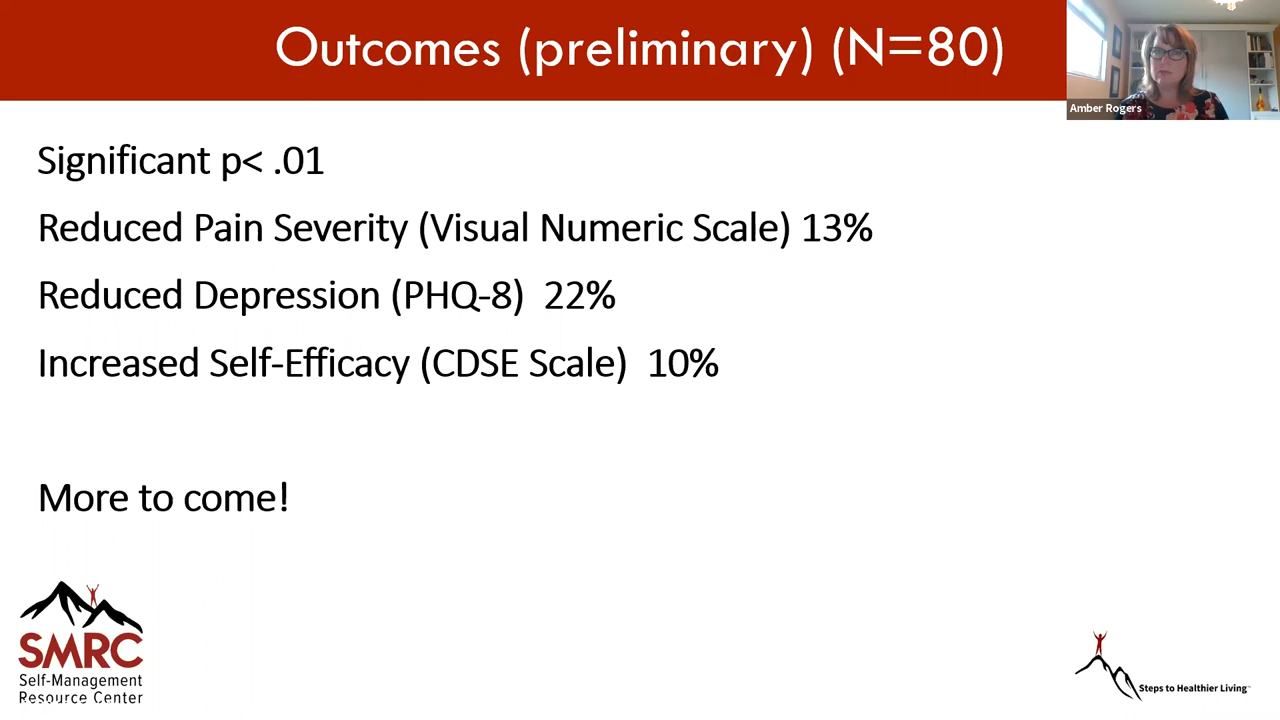 Outcomes (preliminary) (N=80)
Amber Rogers
Significant p< .01
Reduced Pain Severity (Visual Numeric Scale) 13%
Reduced Depression (PHQ-8) 22%
Increased Self-Efficacy (CDSE Scale) 10%
More to come!
SMRC
Self-Management
Resource Center
Steps to Healthier Living™